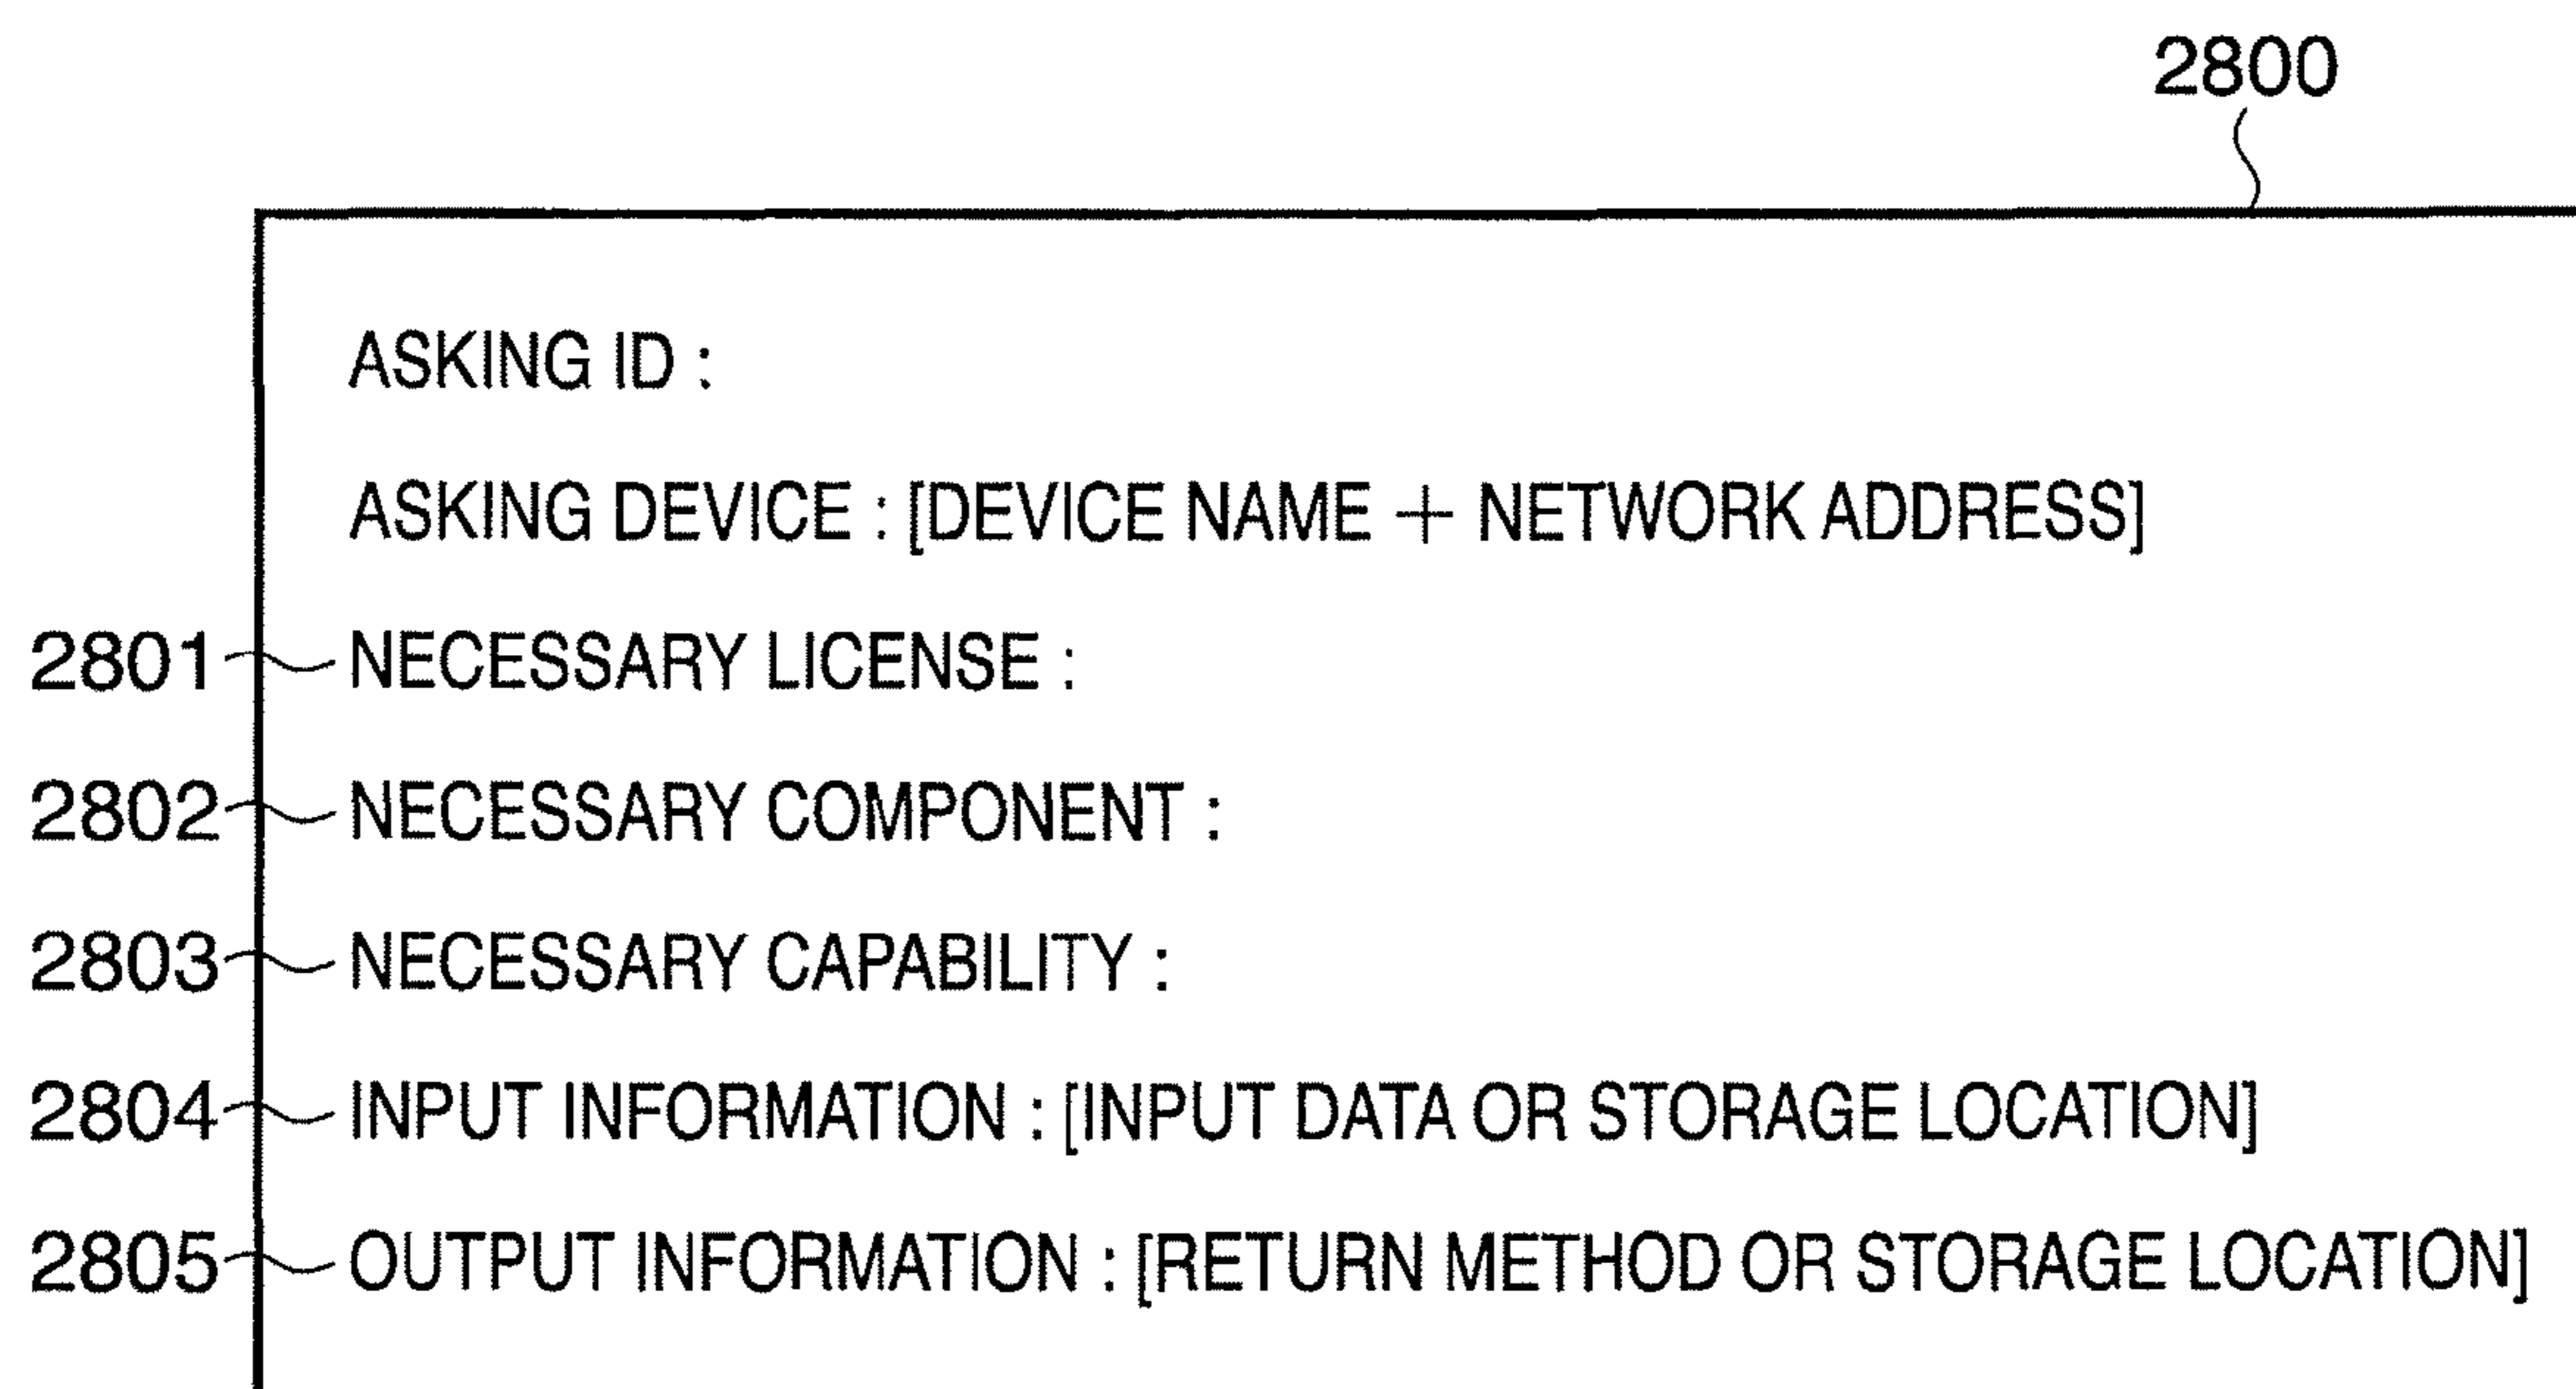 2800
ASKING ID :
ASKING DEVICE : [DEVICE NAME + NETWORK ADDRESS]
2801 NECESSARY LICENSE :
2802 NECESSARY COMPONENT :
2803 NECESSARY CAPABILITY :
2804 INPUT INFORMATION : [INPUT DATA OR STORAGE LOCATION]
2805 OUTPUT INFORMATION : [RETURN METHOD OR STORAGE LOCATION]